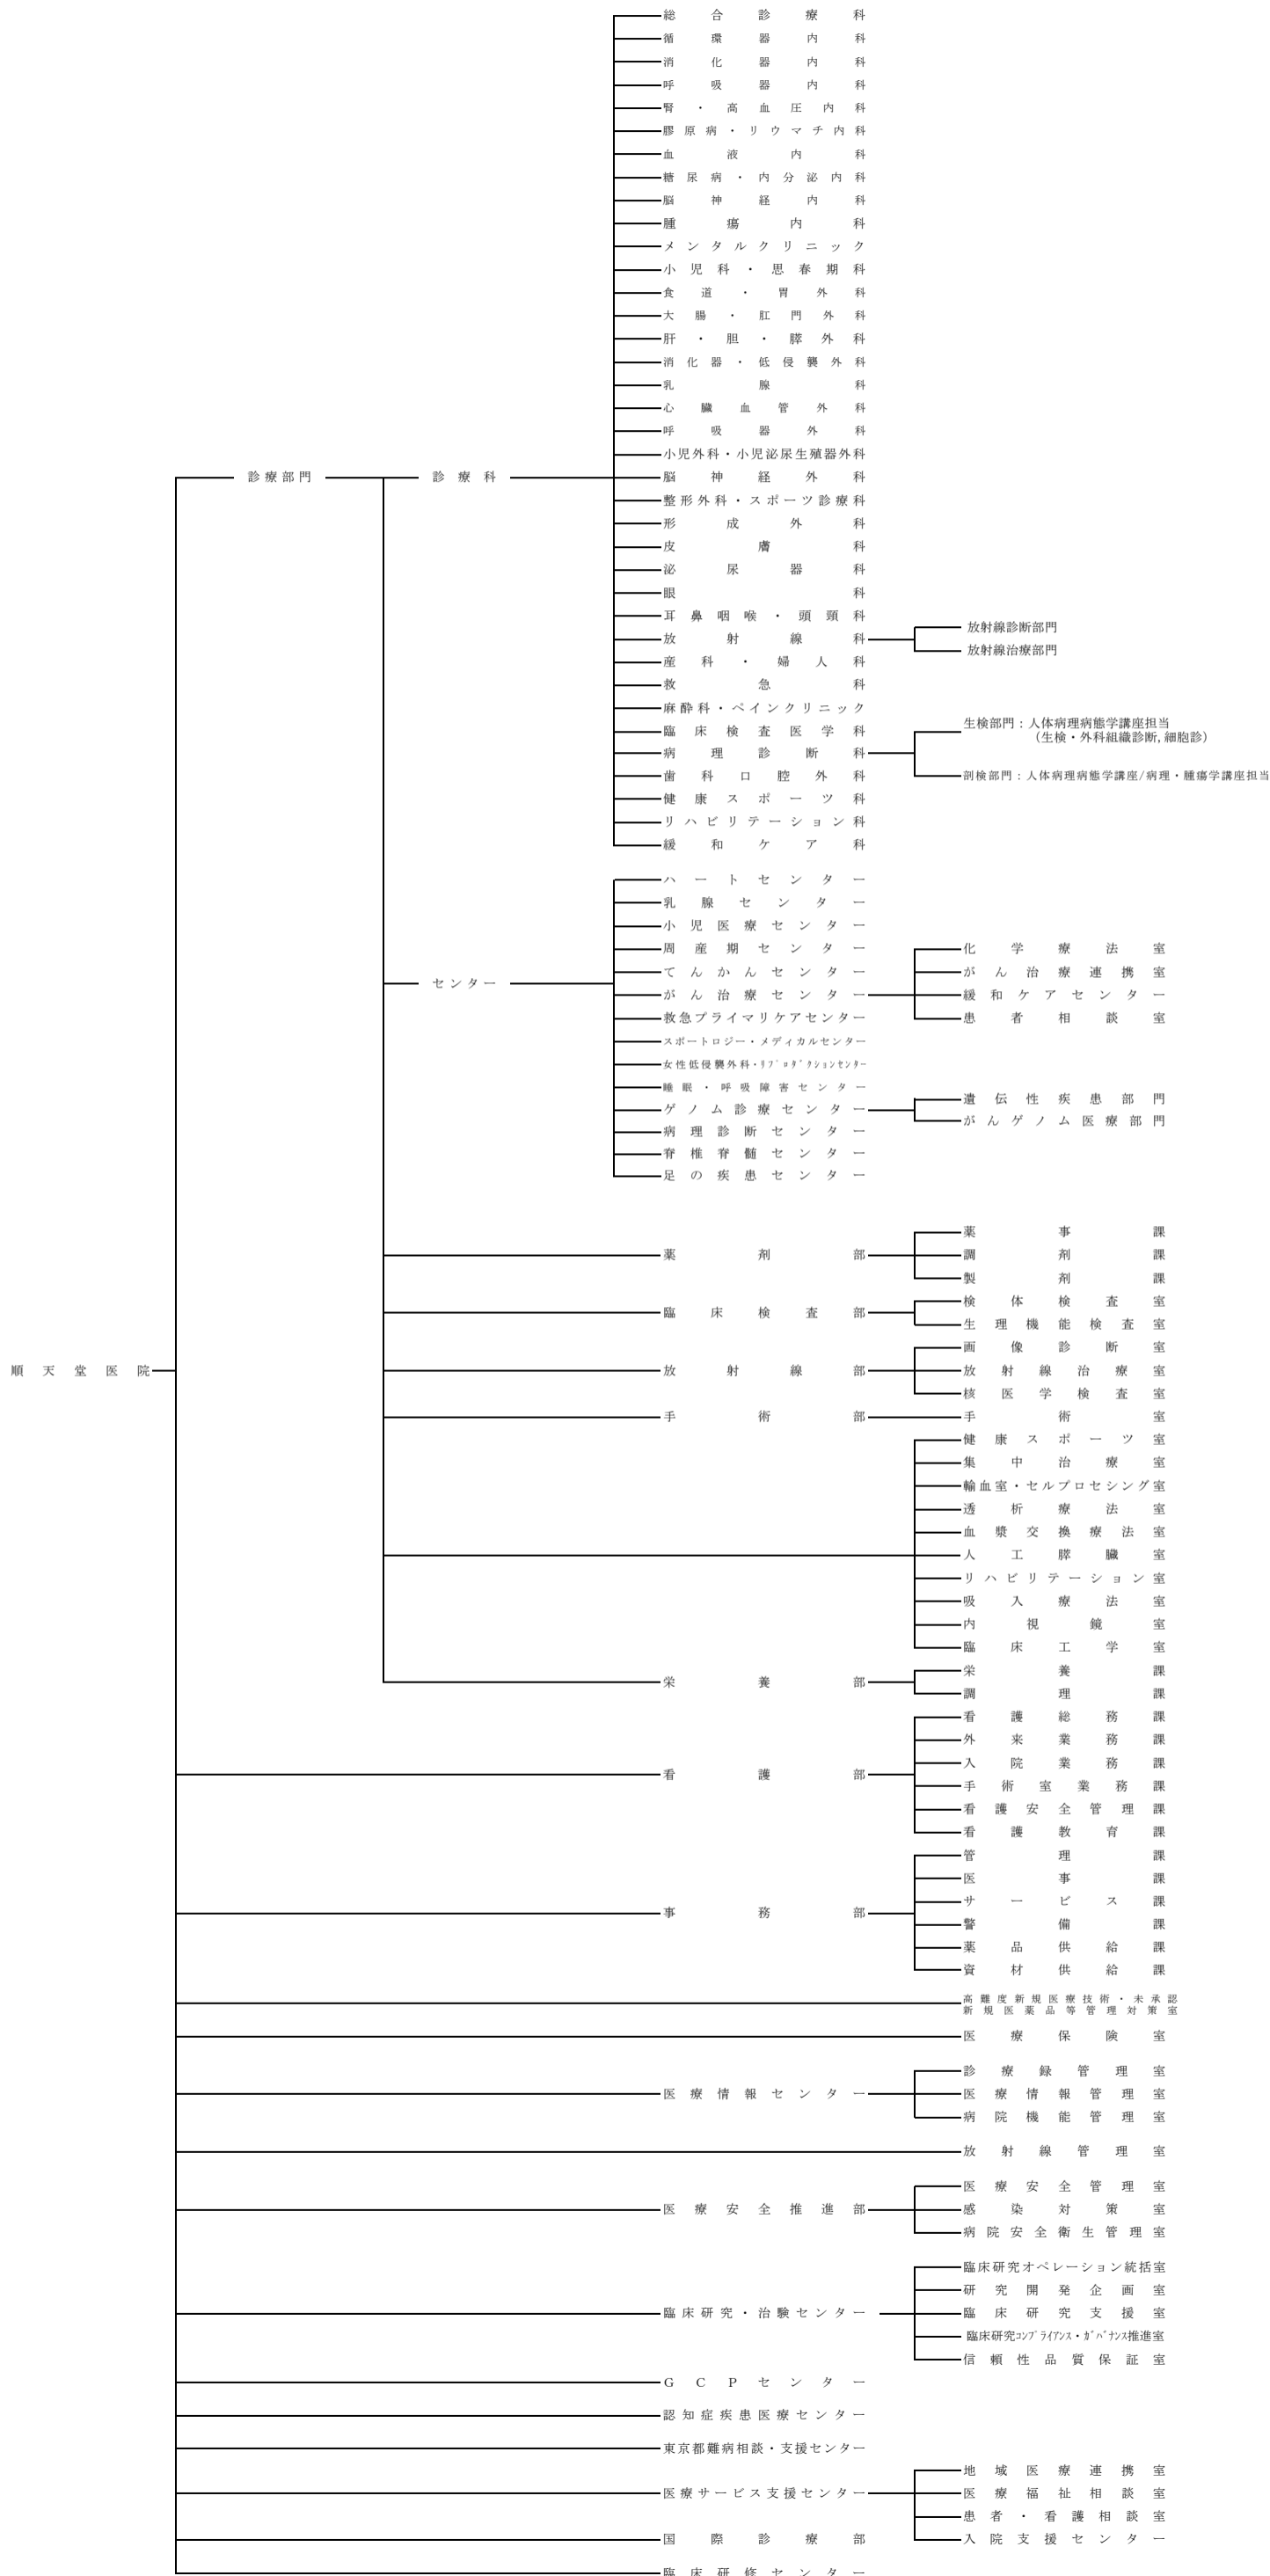 総合診療科
循環器内科
消化器内科
呼吸器内科
腎・高血圧内科
膠原病・リウマチ内科
血液内科
糖尿病・内分泌内科
脳神経内科
腫瘍内科
メンタルクリニック
小児科・思春期科
食道・胃外科
大腸・肛門外科
肝・胆・膵外科
消化器・低侵襲外科
乳腺科
心臓血管外科
呼吸器外科
小児外科・小児泌尿生殖器外科
診療部門 診療科 脳神経外科
整形外科・スポーツ診療科
形成外科
皮膚科
泌尿器科
眼科
耳鼻咽喉・頭頸科
放射線診断部門
放射線科
放射線治療部門
産科・婦人科
救急科
麻酔科・ペインクリニック
生検部門：人体病理病態学講座担当
臨床検査医学科
（生検・外科組織診断, 細胞診）
病理診断科
歯科口腔外科 剖検部門：人体病理病態学講座/病理・腫瘍学講座担当
健康スポーツ科
リハビリテーション科
緩和ケア科
ハートセンター
乳腺センター
小児医療センター
周産期センター 化学療法室
てんかんセンター がん治療連携室
センター
がん治療センター 緩和ケアセンター
救急プライマリケアセンター 患者相談室
スポートロジー・メディカルセンター
女性低侵襲外科・ﾘﾌﾟﾛﾀﾞｸｼｮﾝｾﾝﾀｰ
睡眠・呼吸障害センター
遺伝性疾患部門
ゲノム診療センター
がんゲノム医療部門
病理診断センター
脊椎脊髄センター
足の疾患センター
薬事課
薬剤部 調剤課
製剤課
検体検査室
臨床検査部
生理機能検査室
画像診断室
順天堂医院 放射線部 放射線治療室
核医学検査室
手術部 手術室
健康スポーツ室
集中治療室
輸血室・セルプロセシング室
透析療法室
血漿交換療法室
人工膵臓室
リハビリテーション室
吸入療法室
内視鏡室
臨床工学室
栄養課
栄養部
調理課
看護総務課
外来業務課
入院業務課
看護部
手術室業務課
看護安全管理課
看護教育課
管理課
医事課
サービス課
事務部
警備課
薬品供給課
資材供給課
高難度新規医療技術・未承認
新規医薬品等管理対策室
医療保険室
診療録管理室
医療情報センター 医療情報管理室
病院機能管理室
放射線管理室
医療安全管理室
医療安全推進部 感染対策室
病院安全衛生管理室
臨床研究オペレーション統括室
研究開発企画室
臨床研究・治験センター 臨床研究支援室
臨床研究ｺﾝﾌﾟﾗｲｱﾝｽ・ｶﾞﾊﾞﾅﾝｽ推進室
信頼性品質保証室
GCPセンター
認知症疾患医療センター
東京都難病相談・支援センター
地域医療連携室
医療サービス支援センター 医療福祉相談室
患者・看護相談室
国際診療部 入院支援センター
臨床研修センター